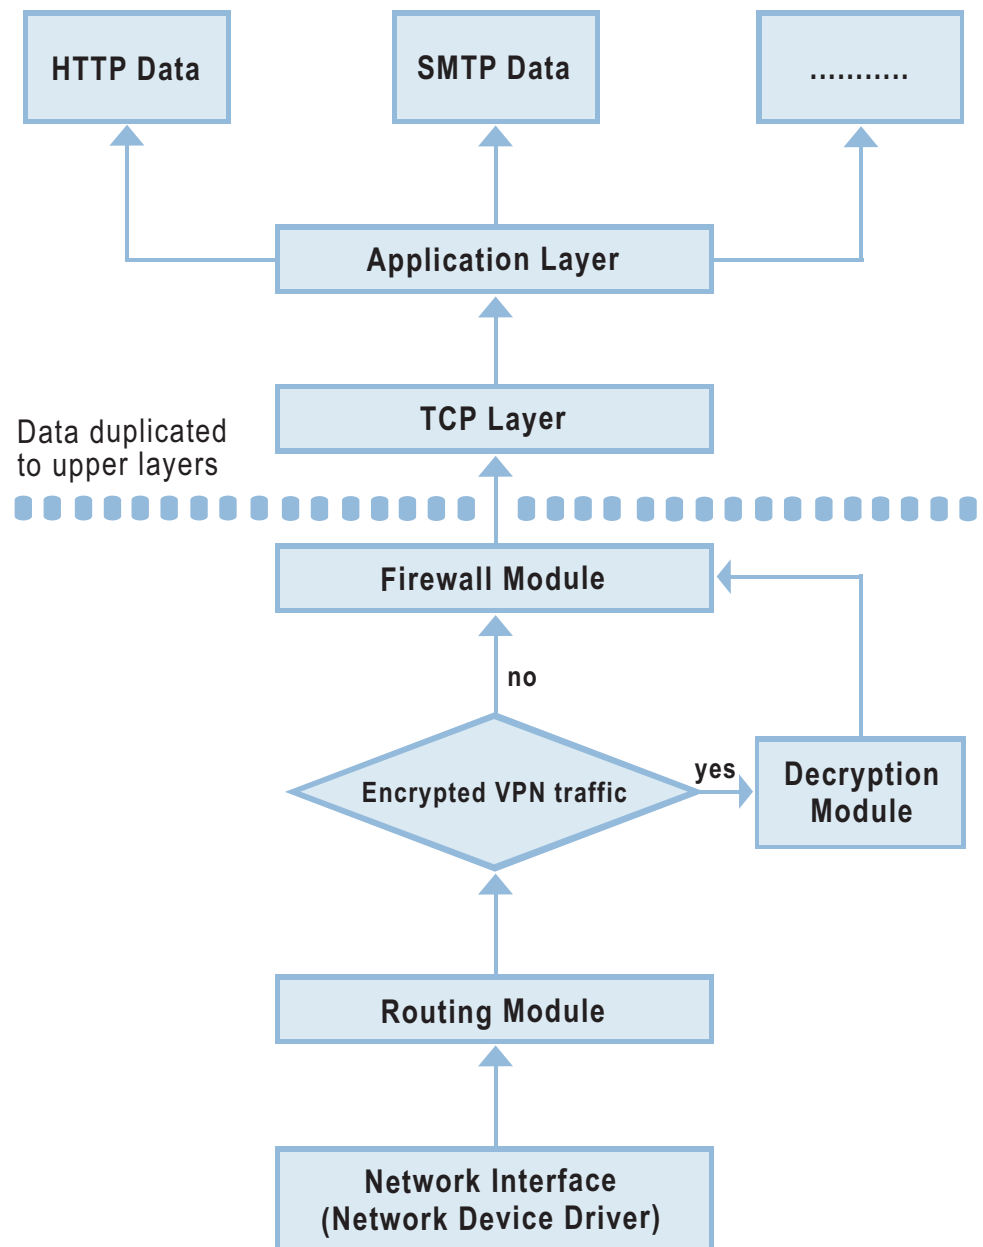 HTTP Data
SMTP Data
...........
Application Layer
TCP Layer
Data duplicated
to upper layers
Firewall Module
no
yes
Encrypted VPN traffic
Decryption
Module
Routing Module
Network Interface
(Network Device Driver)